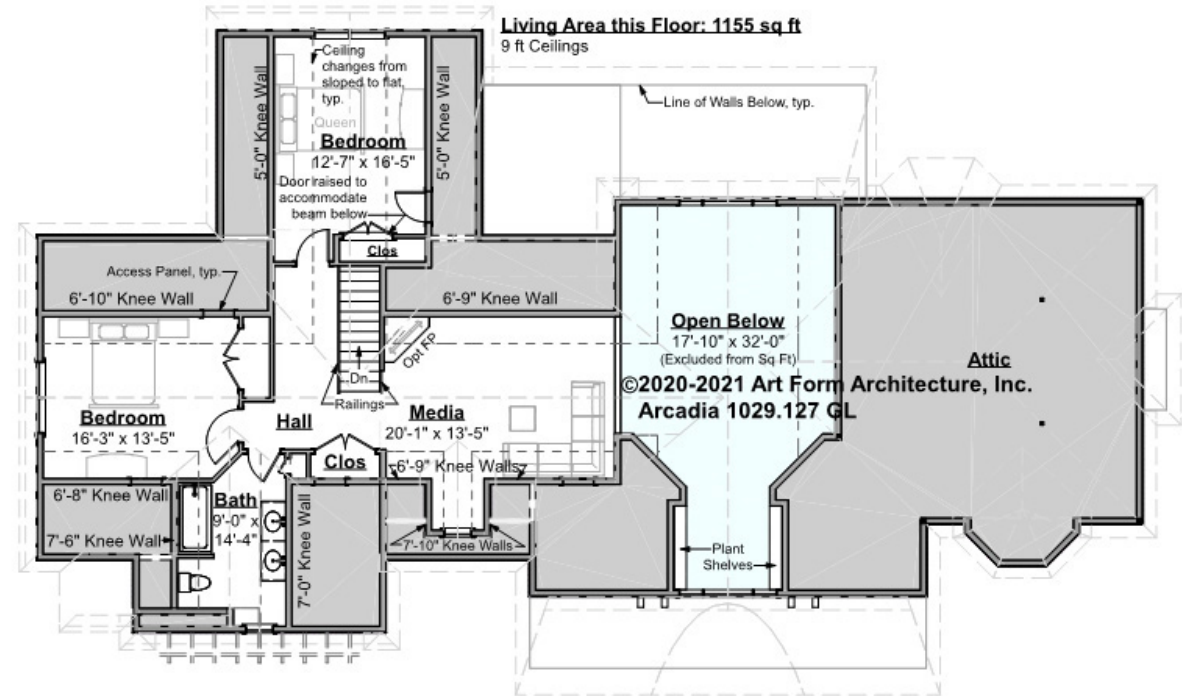 Living Area this Floor: 1155 sq ft
9 ft Ceilings
Ceiling
changes from
sloped to flat,
typ.
5'-0" Knee Wall
5'-0" Knee Wall
Queen
Bedroom
12'-7" x 16'-5"
Line of Walls Below, typ.
Door raised to
accommodate
beam below
Clos
Access Panel, typ.
6'-10" Knee Wall
6'-9" Knee Wall
Opt FP
Dn
Railings
Open Below
17'-10" x 32'-0"
(Excluded from Sq Ft)
Attic
©2020-2021 Art Form Architecture, Inc.
Arcadia 1029.127 GL
Bedroom
16'-3" x 13'-5"
Hall
Media
20'-1" x 13'-5"
Clos
6'-9" Knee Walls
6'-8" Knee Wall
Bath
9'-0" x
14'-4"
7'-6" Knee Wall
7'-0" Knee Wall
7'-10" Knee Walls
Plant
Shelves